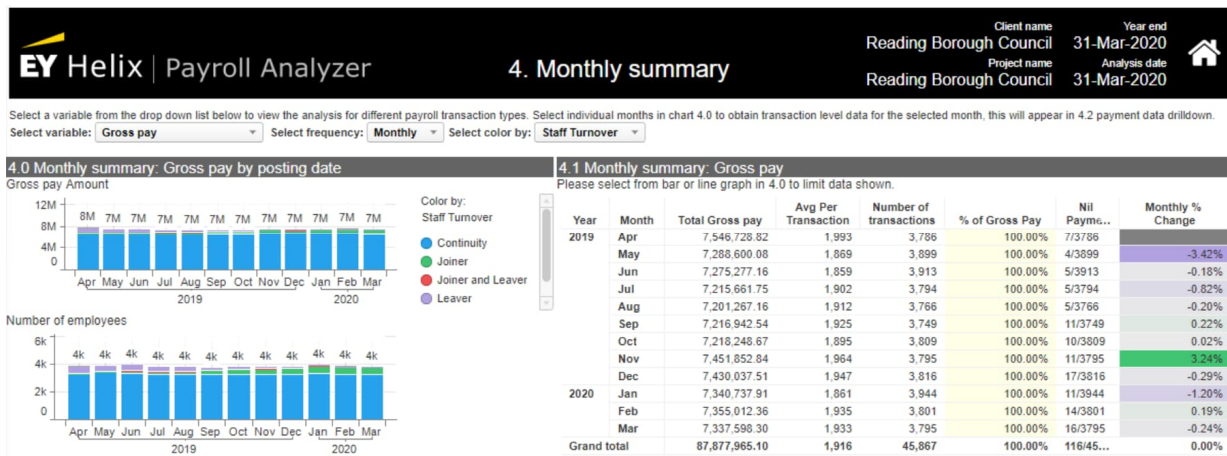 EY Helix | Payroll Analyzer
4. Monthly summary
Client name Year end
Reading Borough Council 31-Mar-2020
Project name Analysis date
Reading Borough Council 31-Mar-2020
Select a variable from the drop down list below to view the analysis for different payroll transaction types. Select individual months in chart 4.0 to obtain transaction level data for the selected month, this will appear in 4.2 payment data drilldown.
Select variable: Gross pay Select frequency: Monthly Select color by: Staff Turnover
4.0 Monthly summary: Gross pay by posting date
Gross pay Amount
12M
8M
4M
0
8M 7M 7M 7M 7M 7M 7M 7M 7M 7M 7M 7M
Apr May Jun Jul Aug Sep Oct Nov Dec Jan Feb Mar
2019 2020
Color by:
Staff Turnover
Continuity
Joiner
Joiner and Leaver
Leaver
Number of employees
6k
4k
2k
0
4k 4k 4k 4k 4k 4k 4k 4k 4k 4k 4k 4k
Apr May Jun Jul Aug Sep Oct Nov Dec Jan Feb Mar
2019 2020
4.1 Monthly summary: Gross pay
Please select from bar or line graph in 4.0 to limit data shown.
Year Month Total Gross pay Avg Per Transaction Number of transactions % of Gross Pay Nil Payme... Monthly % Change
2019 Apr 7,546,728.82 1,993 3,786 100.00% 7/3786
May 7,288,600.08 1,869 3,899 100.00% 4/3899 -3.42%
Jun 7,275,277.16 1,859 3,913 100.00% 5/3913 -0.18%
Jul 7,215,661.75 1,902 3,794 100.00% 5/3794 -0.82%
Aug 7,201,267.16 1,912 3,766 100.00% 5/3766 -0.20%
Sep 7,216,942.54 1,925 3,749 100.00% 11/3749 0.22%
Oct 7,218,248.67 1,895 3,809 100.00% 10/3809 0.02%
Nov 7,451,852.84 1,964 3,795 100.00% 11/3795 3.24%
Dec 7,430,037.51 1,947 3,816 100.00% 17/3816 -0.29%
2020 Jan 7,340,737.91 1,861 3,944 100.00% 11/3944 -1.20%
Feb 7,355,012.36 1,935 3,801 100.00% 14/3801 0.19%
Mar 7,337,598.30 1,933 3,795 100.00% 16/3795 -0.24%
Grand total 87,877,965.10 1,916 45,867 100.00% 116/45... 0.00%